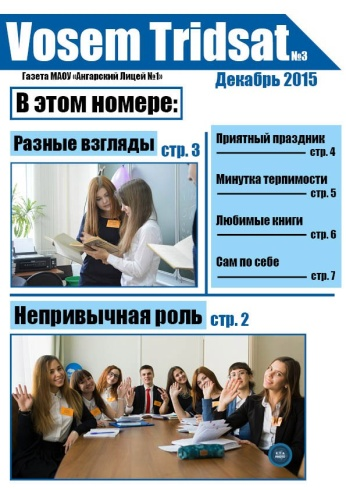 Vosem Tridsat №3
Газета МАОУ «Ангарский Лицей №1»
Декабрь 2015
В этом номере:
Разные взгляды стр. 3
Приятный праздник
стр. 4
Минутка терпимости
стр. 5
Любимые книги
стр. 6
Сам по себе
стр. 7
Непривычная роль стр. 2